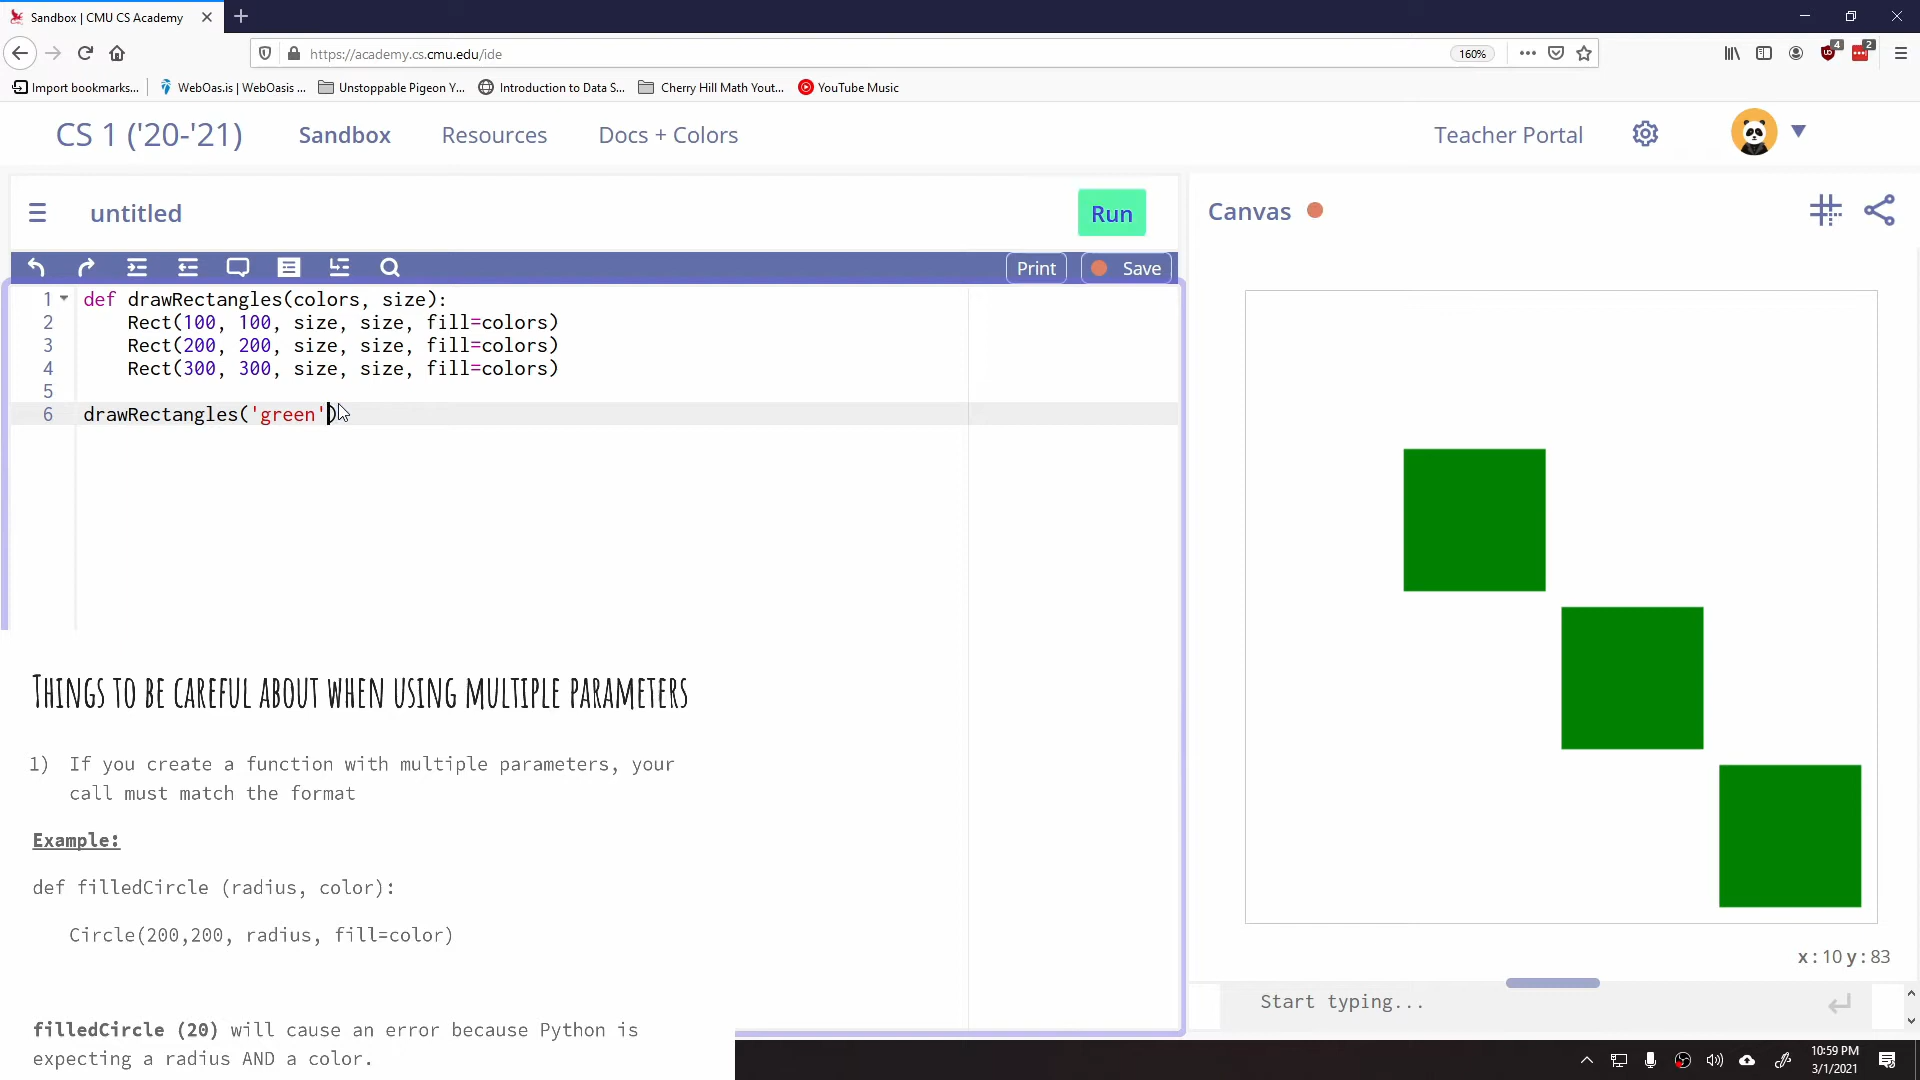 Sandbox | CMU CS Academy
https://academy.cs.cmu.edu/ide
160%
4
2
Import bookmarks...
WebOas.is | WebOasis ...
Unstoppable Pigeon Y...
Introduction to Data S...
Cherry Hill Math Yout...
YouTube Music
CS 1 ('20-'21)
Sandbox
Resources
Docs + Colors
Teacher Portal
untitled
Run
Canvas
Print
Save
1 def drawRectangles(colors, size):
2 Rect(100, 100, size, size, fill=colors)
3 Rect(200, 200, size, size, fill=colors)
4 Rect(300, 300, size, size, fill=colors)
5
6 drawRectangles('green')
Things to be careful about when using multiple parameters
1) If you create a function with multiple parameters, your
call must match the format
Example:
def filledCircle (radius, color):
Circle(200,200, radius, fill=color)
filledCircle (20) will cause an error because Python is
expecting a radius AND a color.
x: 10 y: 83
Start typing...
10:59 PM
3/1/2021